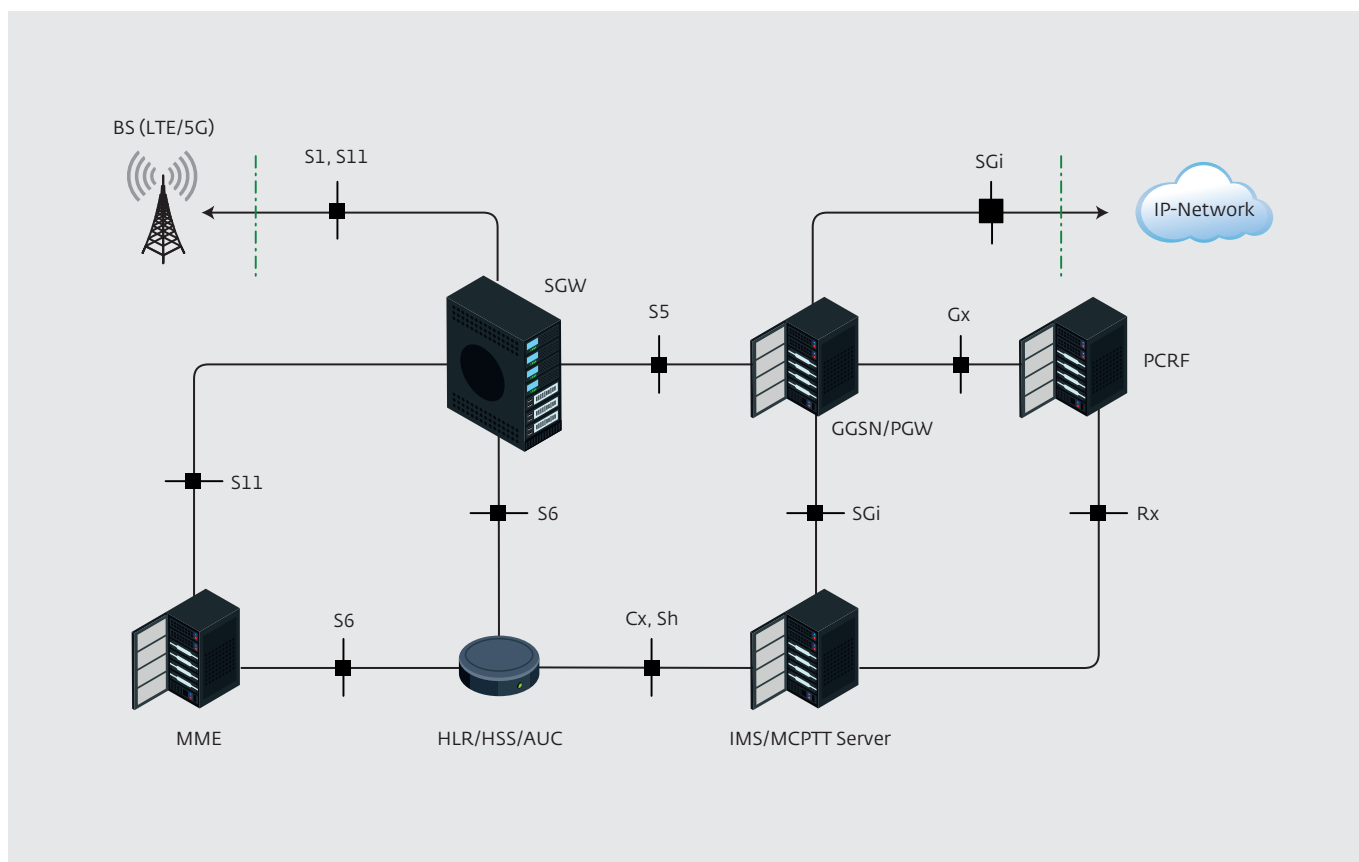 BS (LTE/5G)
S1, S11
SGi
IP-Network
SGW
S5
Gx
PCRF
GGSN/PGW
S11
S6
SGi
Rx
S6
Cx, Sh
MME
HLR/HSS/AUC
IMS/MCPTT Server